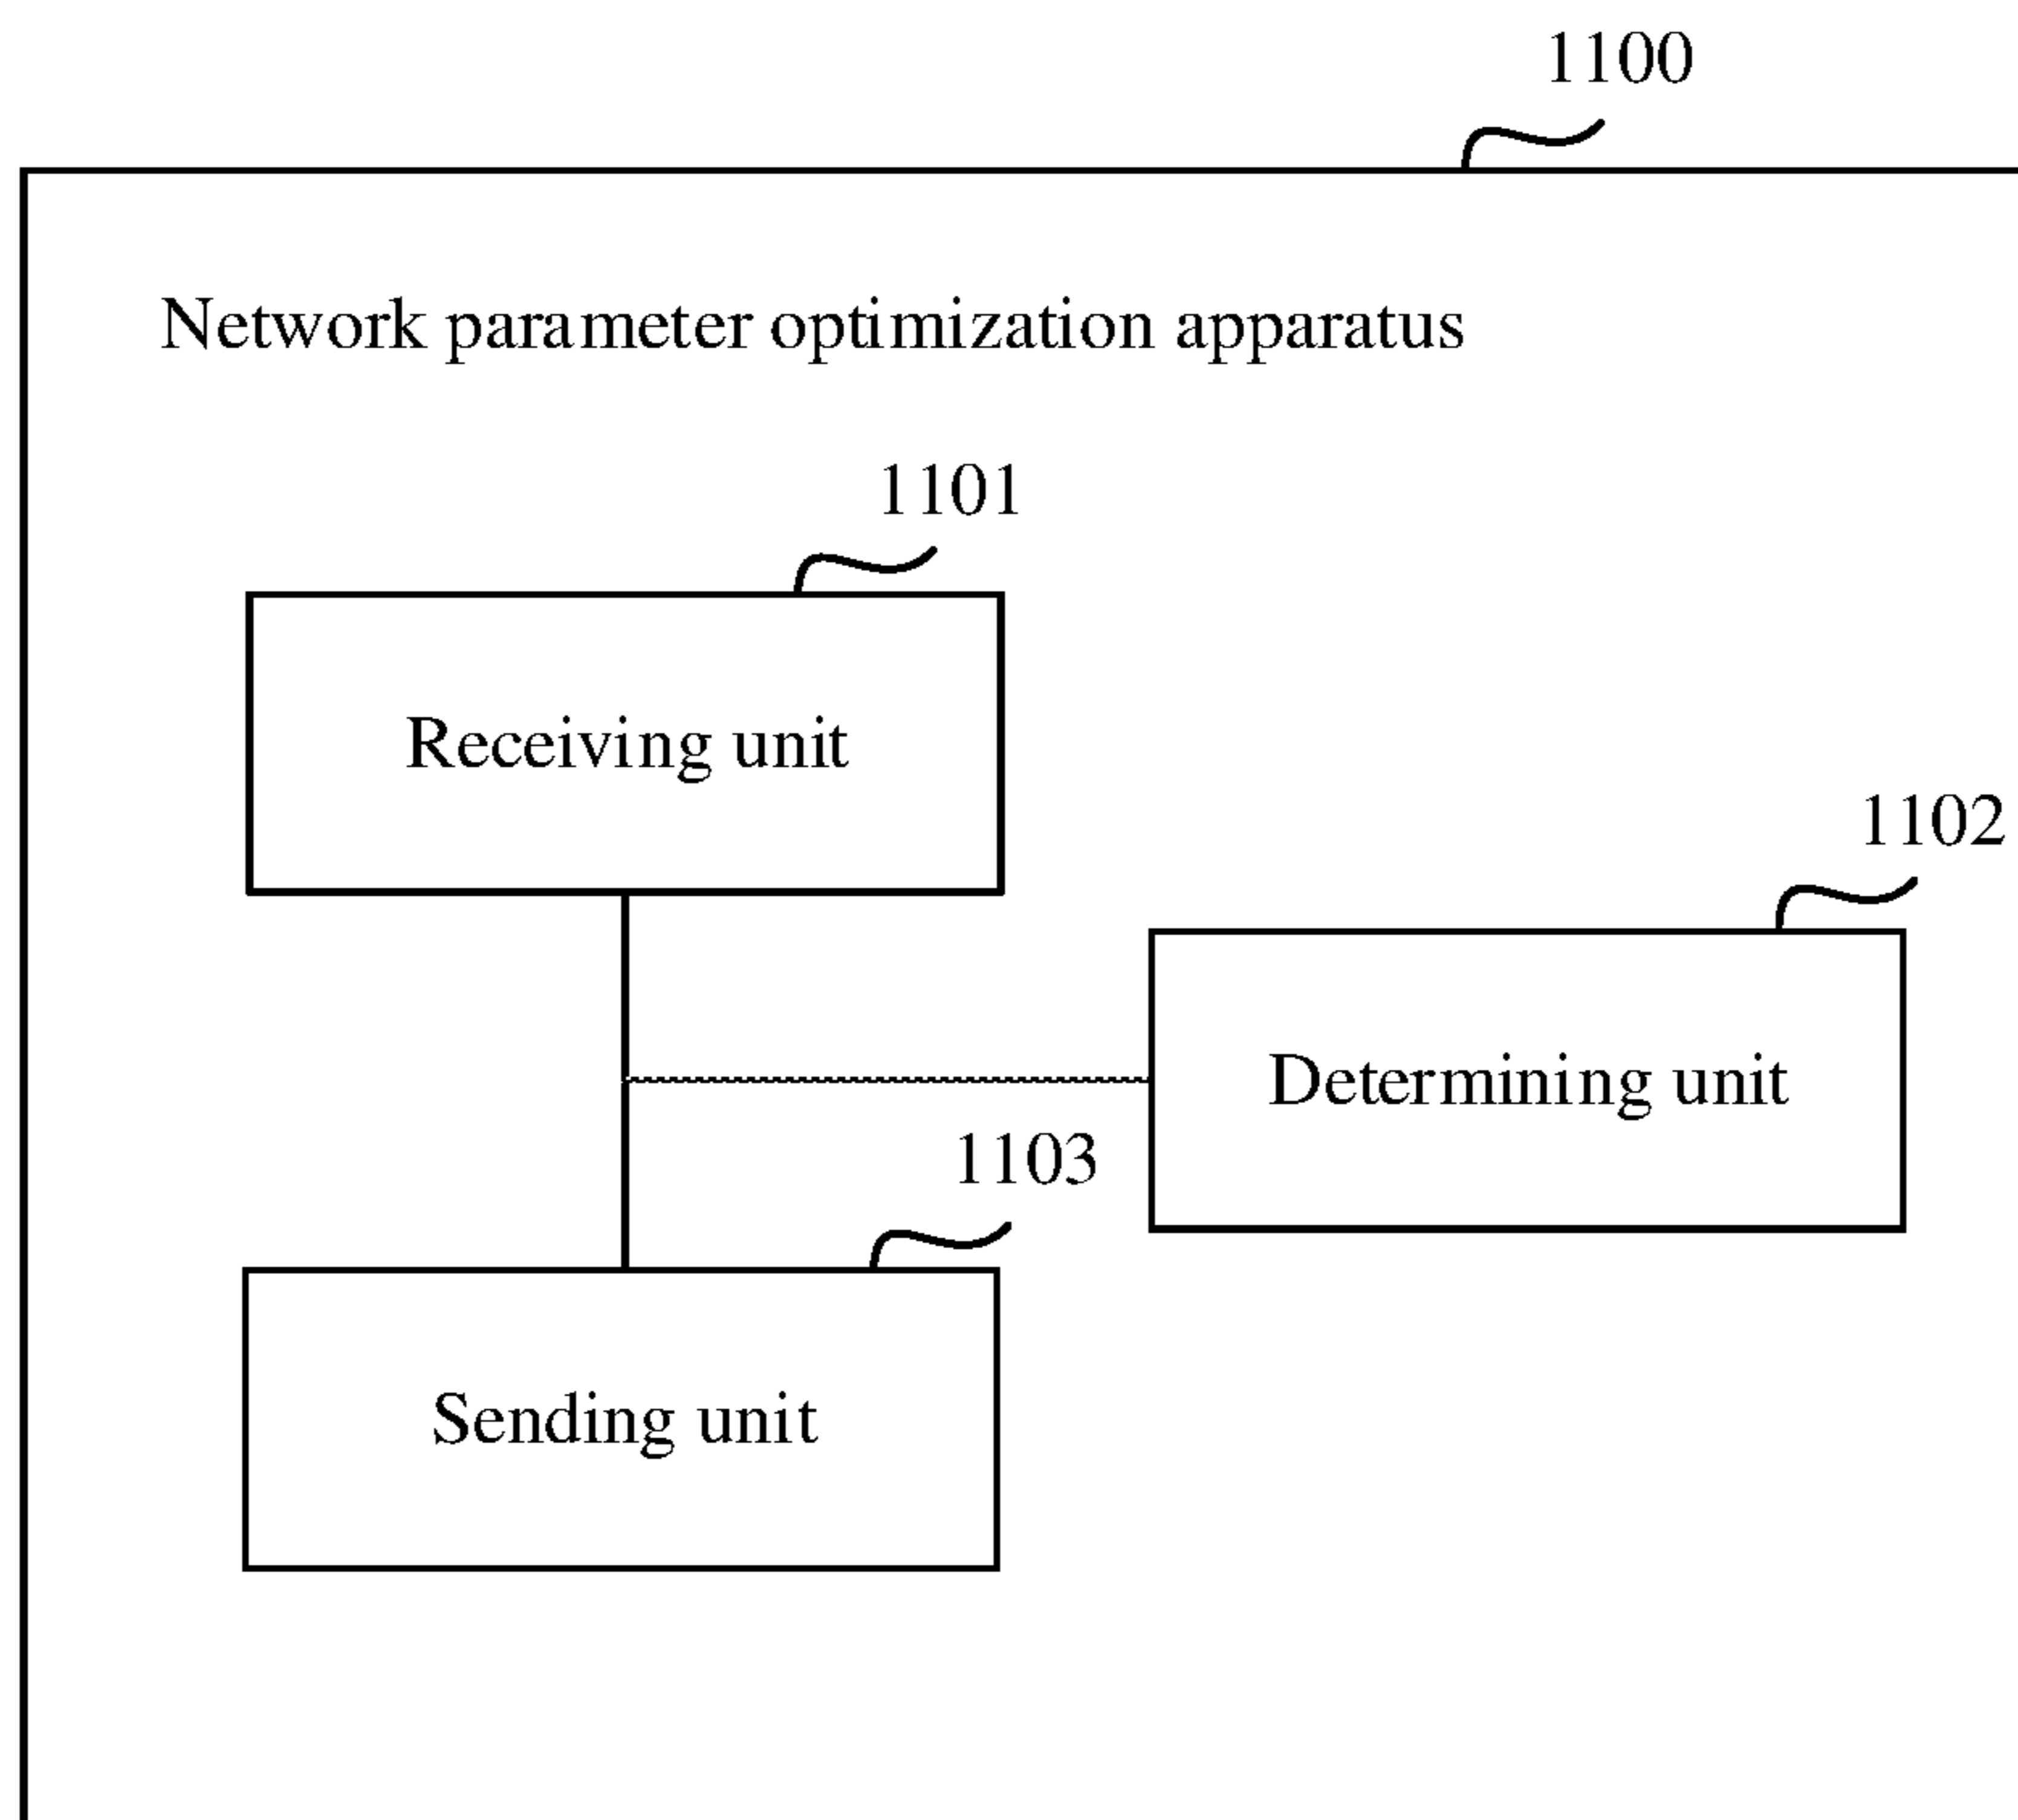 1100
Network parameter optimization apparatus
1101
Receiving unit
1102
Determining unit
1103
Sending unit